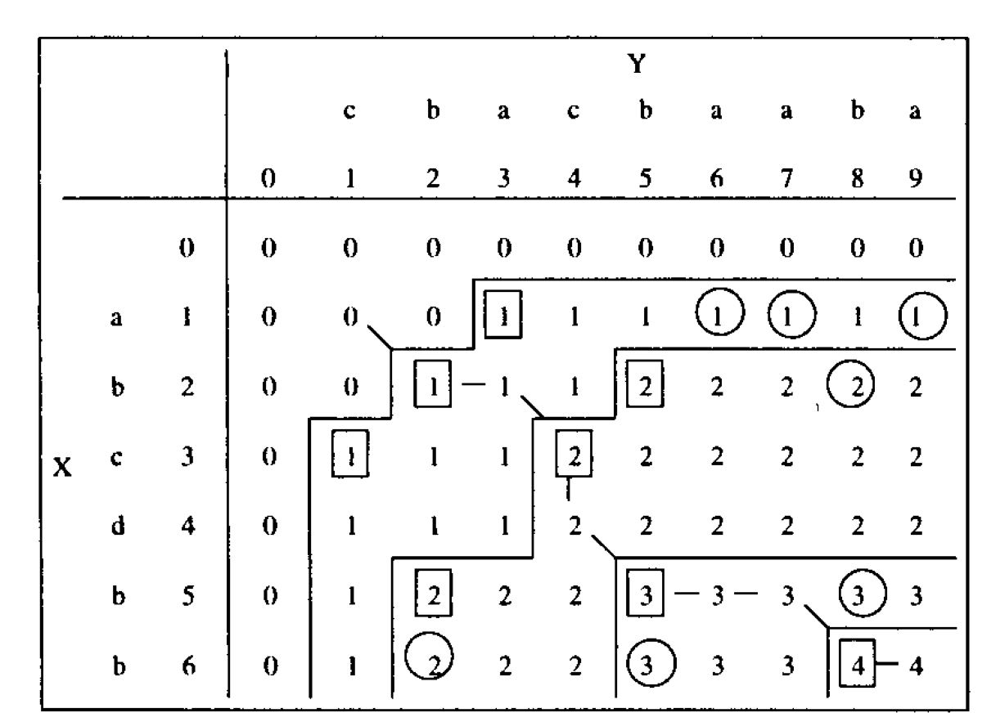 Y
c b a c b a a b a
0 1 2 3 4 5 6 7 8 9
0 0 0 0 0 0 0 0 0 0 0
a 1 0 0 0 1 1 1 1 1 1 1
b 2 0 0 1 1 1 2 2 2 2 2
X c 3 0 1 1 1 2 2 2 2 2 2
d 4 0 1 1 1 2 2 2 2 2 2
b 5 0 1 2 2 2 3 3 3 3 3
b 6 0 1 2 2 2 3 3 3 4 4